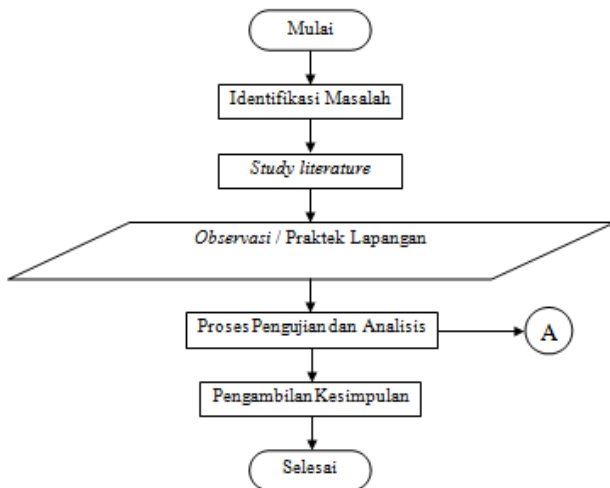 Mulai
Identifikasi Masalah
Study literature
Observasi / Praktek Lapangan
Proses Pengujian dan Analisis
A
Pengambilan Kesimpulan
Selesai